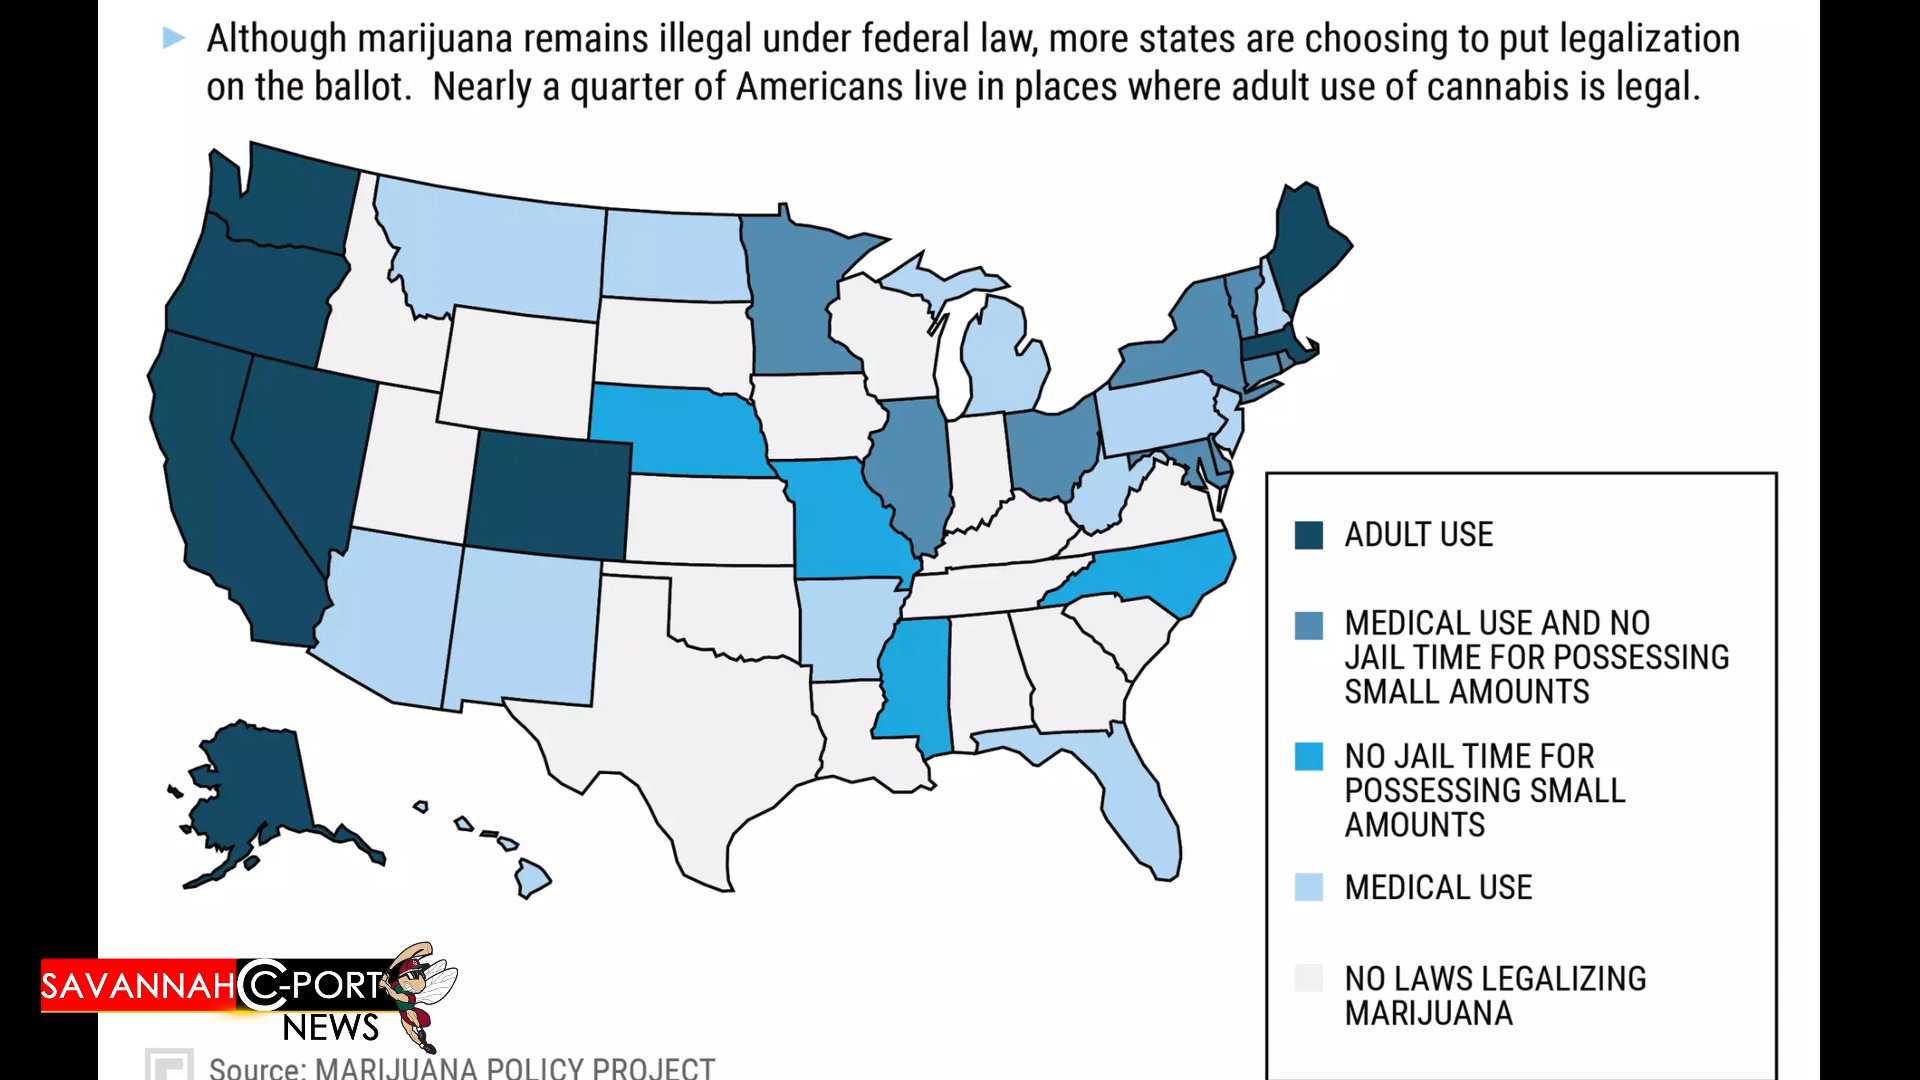 Although marijuana remains illegal under federal law, more states are choosing to put legalization
on the ballot. Nearly a quarter of Americans live in places where adult use of cannabis is legal.
ADULT USE
MEDICAL USE AND NO
JAIL TIME FOR POSSESSING
SMALL AMOUNTS
NO JAIL TIME FOR
POSSESSING SMALL
AMOUNTS
MEDICAL USE
NO LAWS LEGALIZING
MARIJUANA
SAVANNAH C-PORT
NEWS
Source: MARIJUANA POLICY PROJECT